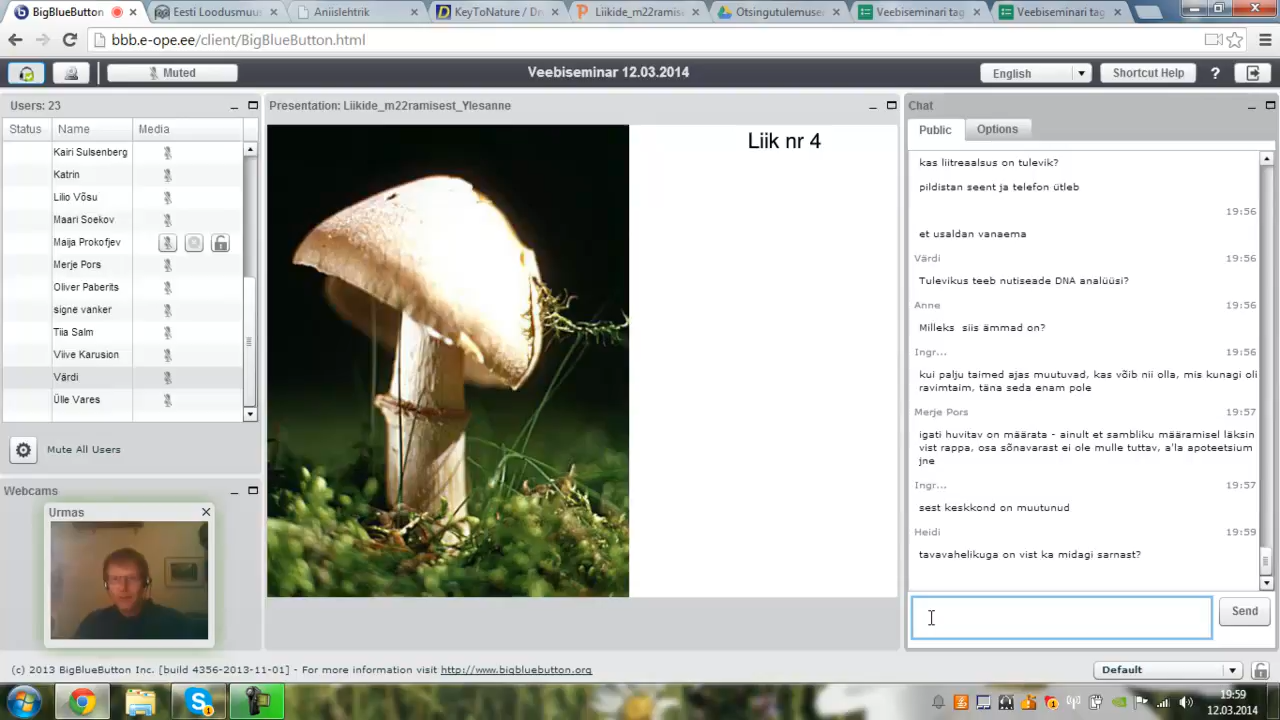 BigBlueButton
Eesti Loodusmuu
Aniislehtrik
KeyToNature / Dr
Liikide_m22ramise
Otsingutulemuse
Veebiseminari tag
Veebiseminari tag
bbb.e-ope.ee/client/BigBlueButton.html
Muted
Veebiseminar 12.03.2014
English
Shortcut Help
?
Users: 23
Status Name Media
Kairi Sulsenberg
Katrin
Lilio Võsu
Maari Soekov
Maija Prokofjev
Merje Pors
Oliver Paberits
signe vanker
Tiia Salm
Viive Karusion
Värdi
Ülle Vares
Mute All Users
Webcams
Urmas
Presentation: Liikide_m22ramisest_Ylesanne
Liik nr 4
Chat
Public
Options
kas liitreaalsus on tulevik?
pildistan seent ja telefon ütleb
19:56
et usaldan vanaema
Värdi 19:56
Tulevikus teeb nutiseade DNA analüüsi?
Anne 19:56
Milleks siis ämmad on?
Ingr... 19:56
kui palju taimed ajas muutuvad, kas võib nii olla, mis kunagi oli
ravimtaim, täna seda enam pole
Merje Pors 19:57
igati huvitav on määrata - ainult et sambliku määramisel läksin
vist rappa, osa sõnavarast ei ole mulle tuttav, a'la apoteetsium
jne
Ingr... 19:57
sest keskkond on muutunud
Heidi 19:59
tavavahelikuga on vist ka midagi sarnast?
Send
(c) 2013 BigBlueButton Inc. [build 4356-2013-11-01] - For more information visit http://www.bigbluebutton.org
Default
19:59
12.03.2014